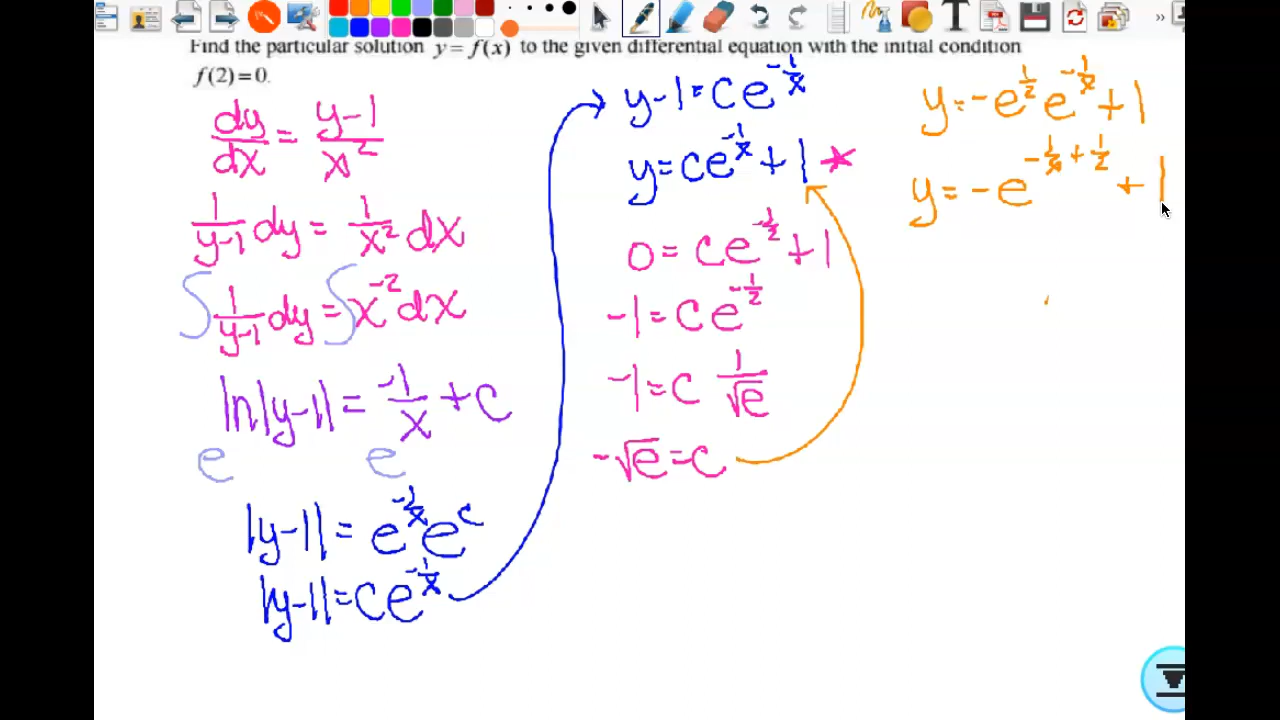 Find the particular solution y = f(x) to the given differential equation with the initial condition
f(2) = 0.
dy/dx = (y-1)/x²
1/(y-1) dy = 1/x² dx
∫ 1/(y-1) dy = ∫ x^(-2) dx
ln|y-1| = -1/x + c
e e
|y-1| = e^(-1/x) e^c
|y-1| = ce^(-1/x)
y-1 = ce^(-1/x)
y = ce^(-1/x) + 1 *
0 = ce^(-1/2) + 1
-1 = ce^(-1/2)
-1 = c 1/√e
-√e = c
y = -e^(1/2) e^(-1/x) + 1
y = -e^(-1/x + 1/2) + 1